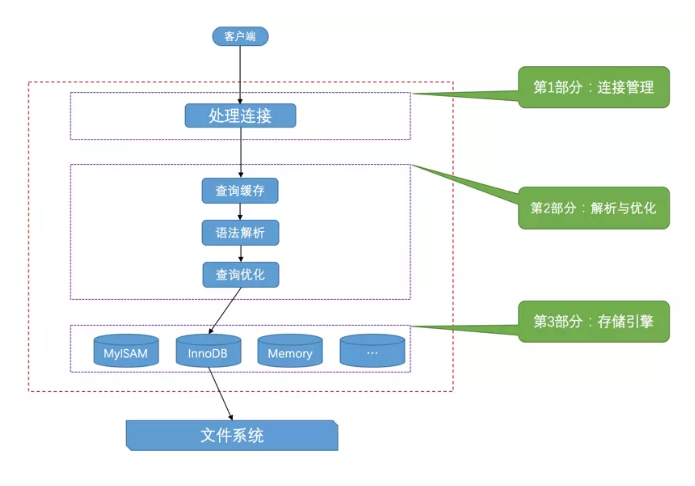 客户端
第1部分：连接管理
处理连接
查询缓存
第2部分：解析与优化
语法解析
查询优化
第3部分：存储引擎
MyISAM
InnoDB
Memory
…
文件系统